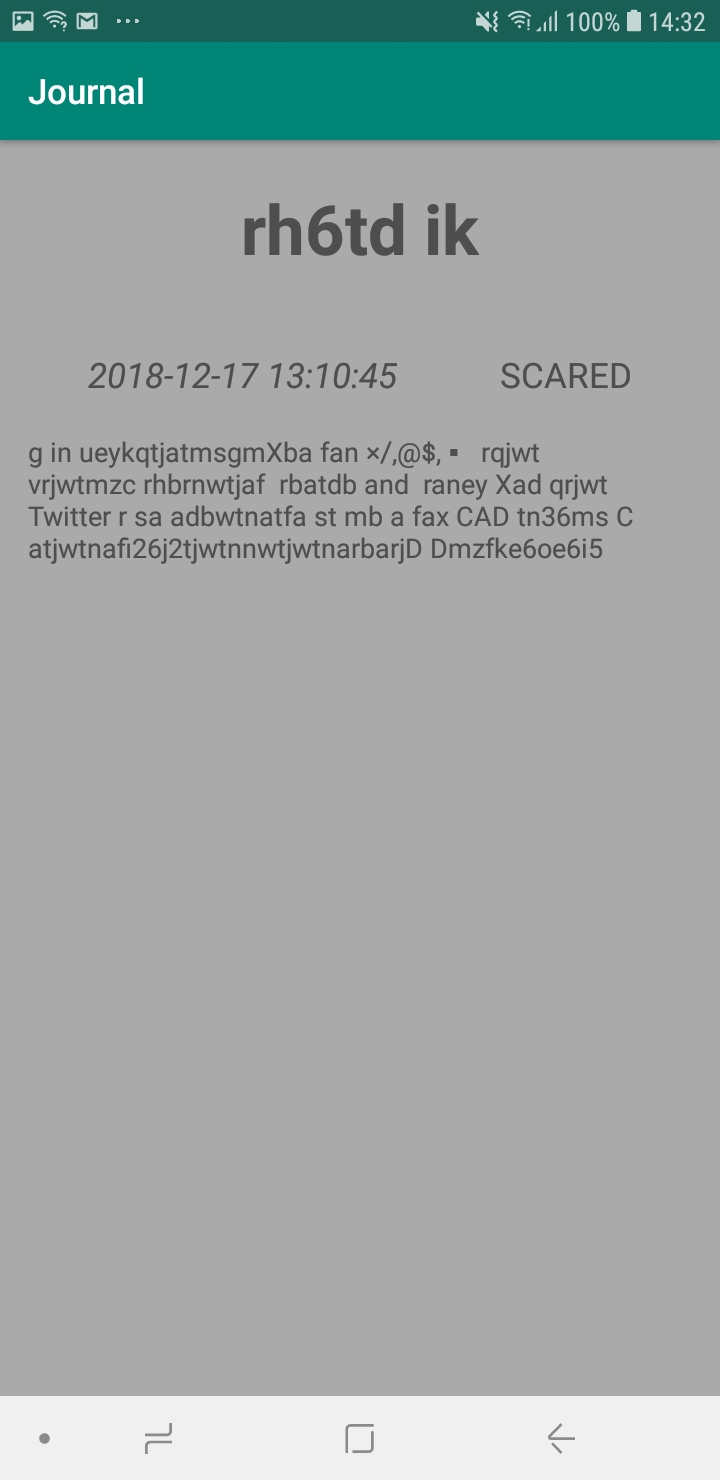 100% 14:32
Journal
rh6td ik
2018-12-17 13:10:45 SCARED
g in ueykqtjatmsgmXba fan ×/,@$, ▪ rqjwt
vrjwtmzc rhbrnwtjaf rbatdb and raney Xad qrjwt
Twitter r sa adbwtnatfa st mb a fax CAD tn36ms C
atjwtnafi26j2tjwtnnwtjwtnarbarjD Dmzfke6oe6i5